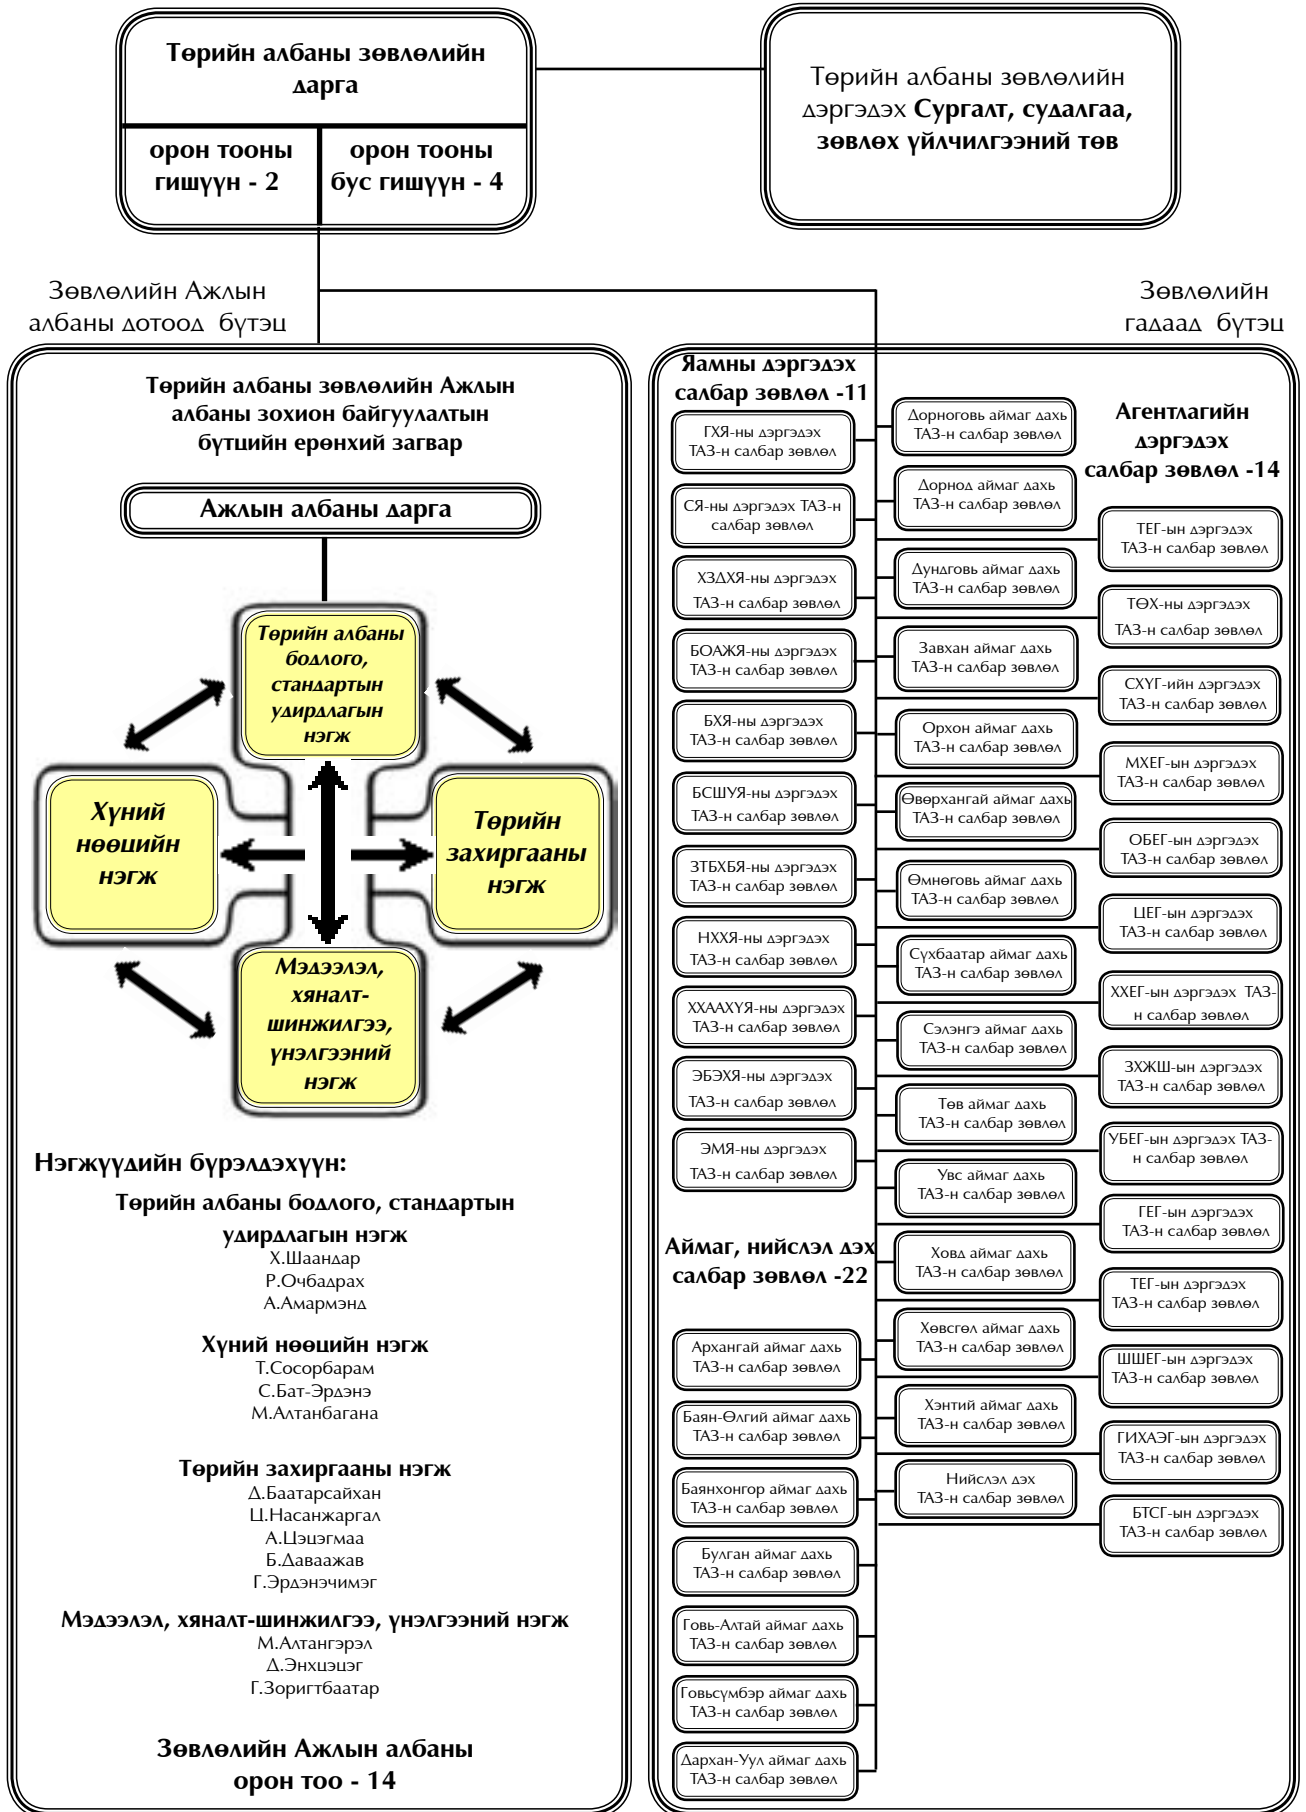 Төрийн албаны зөвлөлийн
дарга
орон тооны
гишүүн - 2
орон тооны
бус гишүүн - 4
Төрийн албаны зөвлөлийн
дэргэдэх Сургалт, судалгаа,
зөвлөх үйлчилгээний төв
Зөвлөлийн Ажлын
албаны дотоод бүтэц
Зөвлөлийн
гадаад бүтэц
Төрийн албаны зөвлөлийн Ажлын
албаны зохион байгуулалтын
бүтцийн ерөнхий загвар
Ажлын албаны дарга
Төрийн албаны
бодлого,
стандартын
удирдлагын
нэгж
Хүний
нөөцийн
нэгж
Төрийн
захиргааны
нэгж
Мэдээлэл,
хяналт-
шинжилгээ,
үнэлгээний
нэгж
Нэгжүүдийн бүрэлдэхүүн:
Төрийн албаны бодлого, стандартын
удирдлагын нэгж
Х.Шаандар
Р.Очбадрах
А.Амармэнд
Хүний нөөцийн нэгж
Т.Сосорбарам
С.Бат-Эрдэнэ
М.Алтанбагана
Төрийн захиргааны нэгж
Д.Баатарсайхан
Ц.Насанжаргал
А.Цэцэгмаа
Б.Даваажав
Г.Эрдэнэчимэг
Мэдээлэл, хяналт-шинжилгээ, үнэлгээний нэгж
М.Алтангэрэл
Д.Энхцэцэг
Г.Зоригтбаатар
Зөвлөлийн Ажлын албаны
орон тоо - 14
Яамны дэргэдэх
салбар зөвлөл -11
ГХЯ-ны дэргэдэх
ТАЗ-н салбар зөвлөл
СЯ-ны дэргэдэх ТАЗ-н
салбар зөвлөл
ХЗДХЯ-ны дэргэдэх
ТАЗ-н салбар зөвлөл
БОАЖЯ-ны дэргэдэх
ТАЗ-н салбар зөвлөл
БХЯ-ны дэргэдэх
ТАЗ-н салбар зөвлөл
БСШУЯ-ны дэргэдэх
ТАЗ-н салбар зөвлөл
ЗТБХБЯ-ны дэргэдэх
ТАЗ-н салбар зөвлөл
НХХЯ-ны дэргэдэх
ТАЗ-н салбар зөвлөл
ХХААХҮЯ-ны дэргэдэх
ТАЗ-н салбар зөвлөл
ЭБЭХЯ-ны дэргэдэх
ТАЗ-н салбар зөвлөл
ЭМЯ-ны дэргэдэх
ТАЗ-н салбар зөвлөл
Аймаг, нийслэл дэх
салбар зөвлөл -22
Архангай аймаг дахь
ТАЗ-н салбар зөвлөл
Баян-Өлгий аймаг дахь
ТАЗ-н салбар зөвлөл
Баянхонгор аймаг дахь
ТАЗ-н салбар зөвлөл
Булган аймаг дахь
ТАЗ-н салбар зөвлөл
Говь-Алтай аймаг дахь
ТАЗ-н салбар зөвлөл
Говьсүмбэр аймаг дахь
ТАЗ-н салбар зөвлөл
Дархан-Уул аймаг дахь
ТАЗ-н салбар зөвлөл
Дорноговь аймаг дахь
ТАЗ-н салбар зөвлөл
Дорнод аймаг дахь
ТАЗ-н салбар зөвлөл
Дундговь аймаг дахь
ТАЗ-н салбар зөвлөл
Завхан аймаг дахь
ТАЗ-н салбар зөвлөл
Орхон аймаг дахь
ТАЗ-н салбар зөвлөл
Өвөрхангай аймаг дахь
ТАЗ-н салбар зөвлөл
Өмнөговь аймаг дахь
ТАЗ-н салбар зөвлөл
Сүхбаатар аймаг дахь
ТАЗ-н салбар зөвлөл
Сэлэнгэ аймаг дахь
ТАЗ-н салбар зөвлөл
Төв аймаг дахь
ТАЗ-н салбар зөвлөл
Увс аймаг дахь
ТАЗ-н салбар зөвлөл
Ховд аймаг дахь
ТАЗ-н салбар зөвлөл
Хөвсгөл аймаг дахь
ТАЗ-н салбар зөвлөл
Хэнтий аймаг дахь
ТАЗ-н салбар зөвлөл
Нийслэл дэх
ТАЗ-н салбар зөвлөл
Агентлагийн
дэргэдэх
салбар зөвлөл -14
ТЕГ-ын дэргэдэх
ТАЗ-н салбар зөвлөл
ТӨХ-ны дэргэдэх
ТАЗ-н салбар зөвлөл
СХҮГ-ийн дэргэдэх
ТАЗ-н салбар зөвлөл
МХЕГ-ын дэргэдэх
ТАЗ-н салбар зөвлөл
ОБЕГ-ын дэргэдэх
ТАЗ-н салбар зөвлөл
ЦЕГ-ын дэргэдэх
ТАЗ-н салбар зөвлөл
ХХЕГ-ын дэргэдэх ТАЗ-
н салбар зөвлөл
ЗХЖШ-ын дэргэдэх
ТАЗ-н салбар зөвлөл
УБЕГ-ын дэргэдэх ТАЗ-
н салбар зөвлөл
ГЕГ-ын дэргэдэх
ТАЗ-н салбар зөвлөл
ТЕГ-ын дэргэдэх
ТАЗ-н салбар зөвлөл
ШШЕГ-ын дэргэдэх
ТАЗ-н салбар зөвлөл
ГИХАЭГ-ын дэргэдэх
ТАЗ-н салбар зөвлөл
БТСГ-ын дэргэдэх
ТАЗ-н салбар зөвлөл